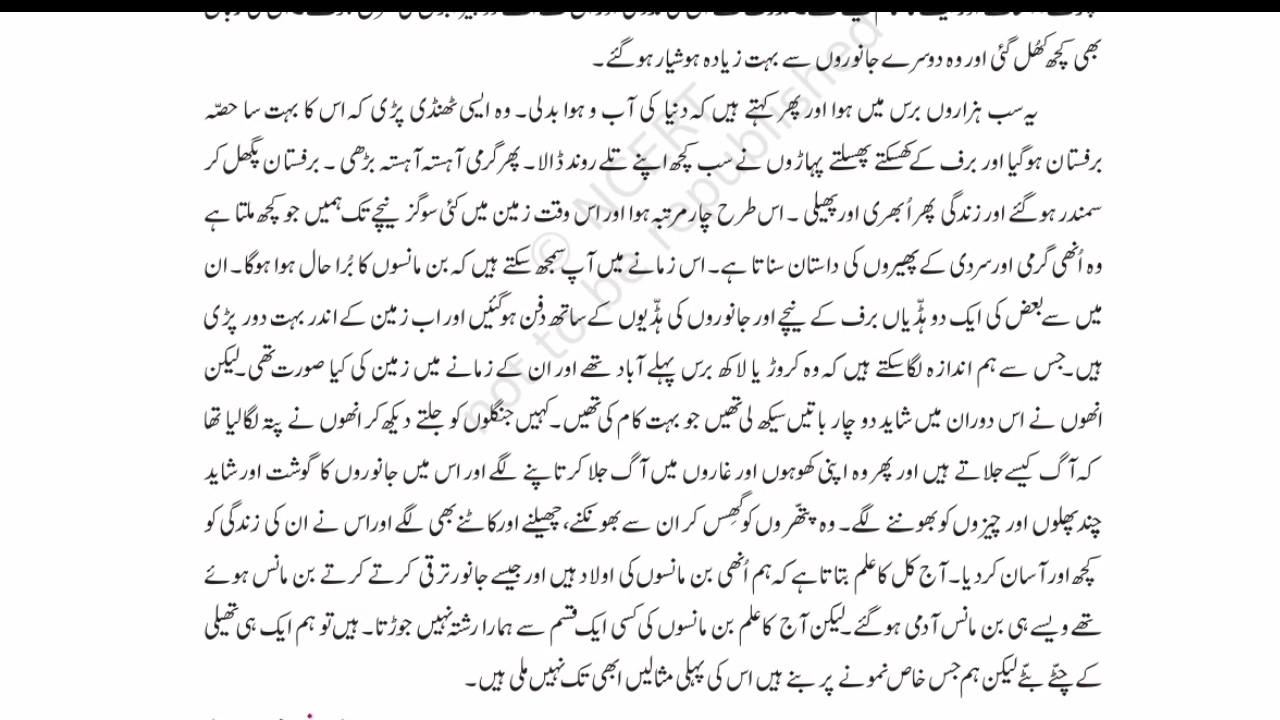 بھی کچھ کھُل گئی اور وہ دوسرے جانوروں سے بہت زیادہ ہوشیار ہوگئے۔
یہ سب ہزاروں برس میں ہوا اور پھر کہتے ہیں کہ دنیا کی آب و ہوا بدلی۔ وہ ایسی ٹھنڈی پڑی کہ اس کا بہت سا حصّہ
برفستان ہوگیا اور برف کے کھسکتے پھسلتے پہاڑوں نے سب کچھ اپنے تلے روند ڈالا۔ پھر گرمی آہستہ آہستہ بڑھی ۔ برفستان پگھل کر
سمندر ہوگئے اور زندگی پھر اُبھری اور پھیلی ۔ اس طرح چار مرتبہ ہوا اور اس وقت زمین میں کئی سو گز نیچے تک ہمیں جو کچھ ملتا ہے
وہ اُنھی گرمی اور سردی کے پھیروں کی داستان سناتا ہے۔ اس زمانے میں آپ سمجھ سکتے ہیں کہ بن مانسوں کا بُرا حال ہوا ہوگا۔ ان
میں سے بعض کی ایک دو ہڈّیاں برف کے نیچے اور جانوروں کی ہڈّیوں کے ساتھ دفن ہوگئیں اور اب زمین کے اندر بہت دور پڑی
ہیں۔ جس سے ہم اندازہ لگا سکتے ہیں کہ وہ کروڑ یا لاکھ برس پہلے آباد تھے اور ان کے زمانے میں زمین کی کیا صورت تھی۔ لیکن
انھوں نے اس دوران میں شاید دو چار باتیں سیکھ لی تھیں جو بہت کام کی تھیں۔ کہیں جنگلوں کو جلتے دیکھ کر انھوں نے پتہ لگالیا تھا
کہ آگ کیسے جلاتے ہیں اور پھر وہ اپنی کھوہوں اور غاروں میں آگ جلا کر تاپنے لگے اور اس میں جانوروں کا گوشت اور شاید
چند پھلوں اور چیزوں کو بھوننے لگے۔ وہ پتھّروں کو گھِس کر ان سے بھونکنے، چھیلنے اور کاٹنے بھی لگے اور اس نے ان کی زندگی کو
کچھ اور آسان کر دیا۔ آج کل کا علم بتاتا ہے کہ ہم اُنھی بن مانسوں کی اولاد ہیں اور جیسے جانور ترقی کرتے کرتے بن مانس ہوئے
تھے ویسے ہی بن مانس آدمی ہوگئے۔ لیکن آج کا علم بن مانسوں کی کسی ایک قسم سے ہمارا رشتہ نہیں جوڑتا۔ ہیں تو ہم ایک ہی تھیلی
کے چٹّے بٹّے لیکن ہم جس خاص نمونے پر بنے ہیں اس کی پہلی مثالیں ابھی تک نہیں ملی ہیں۔
© NCERT
not to be republished